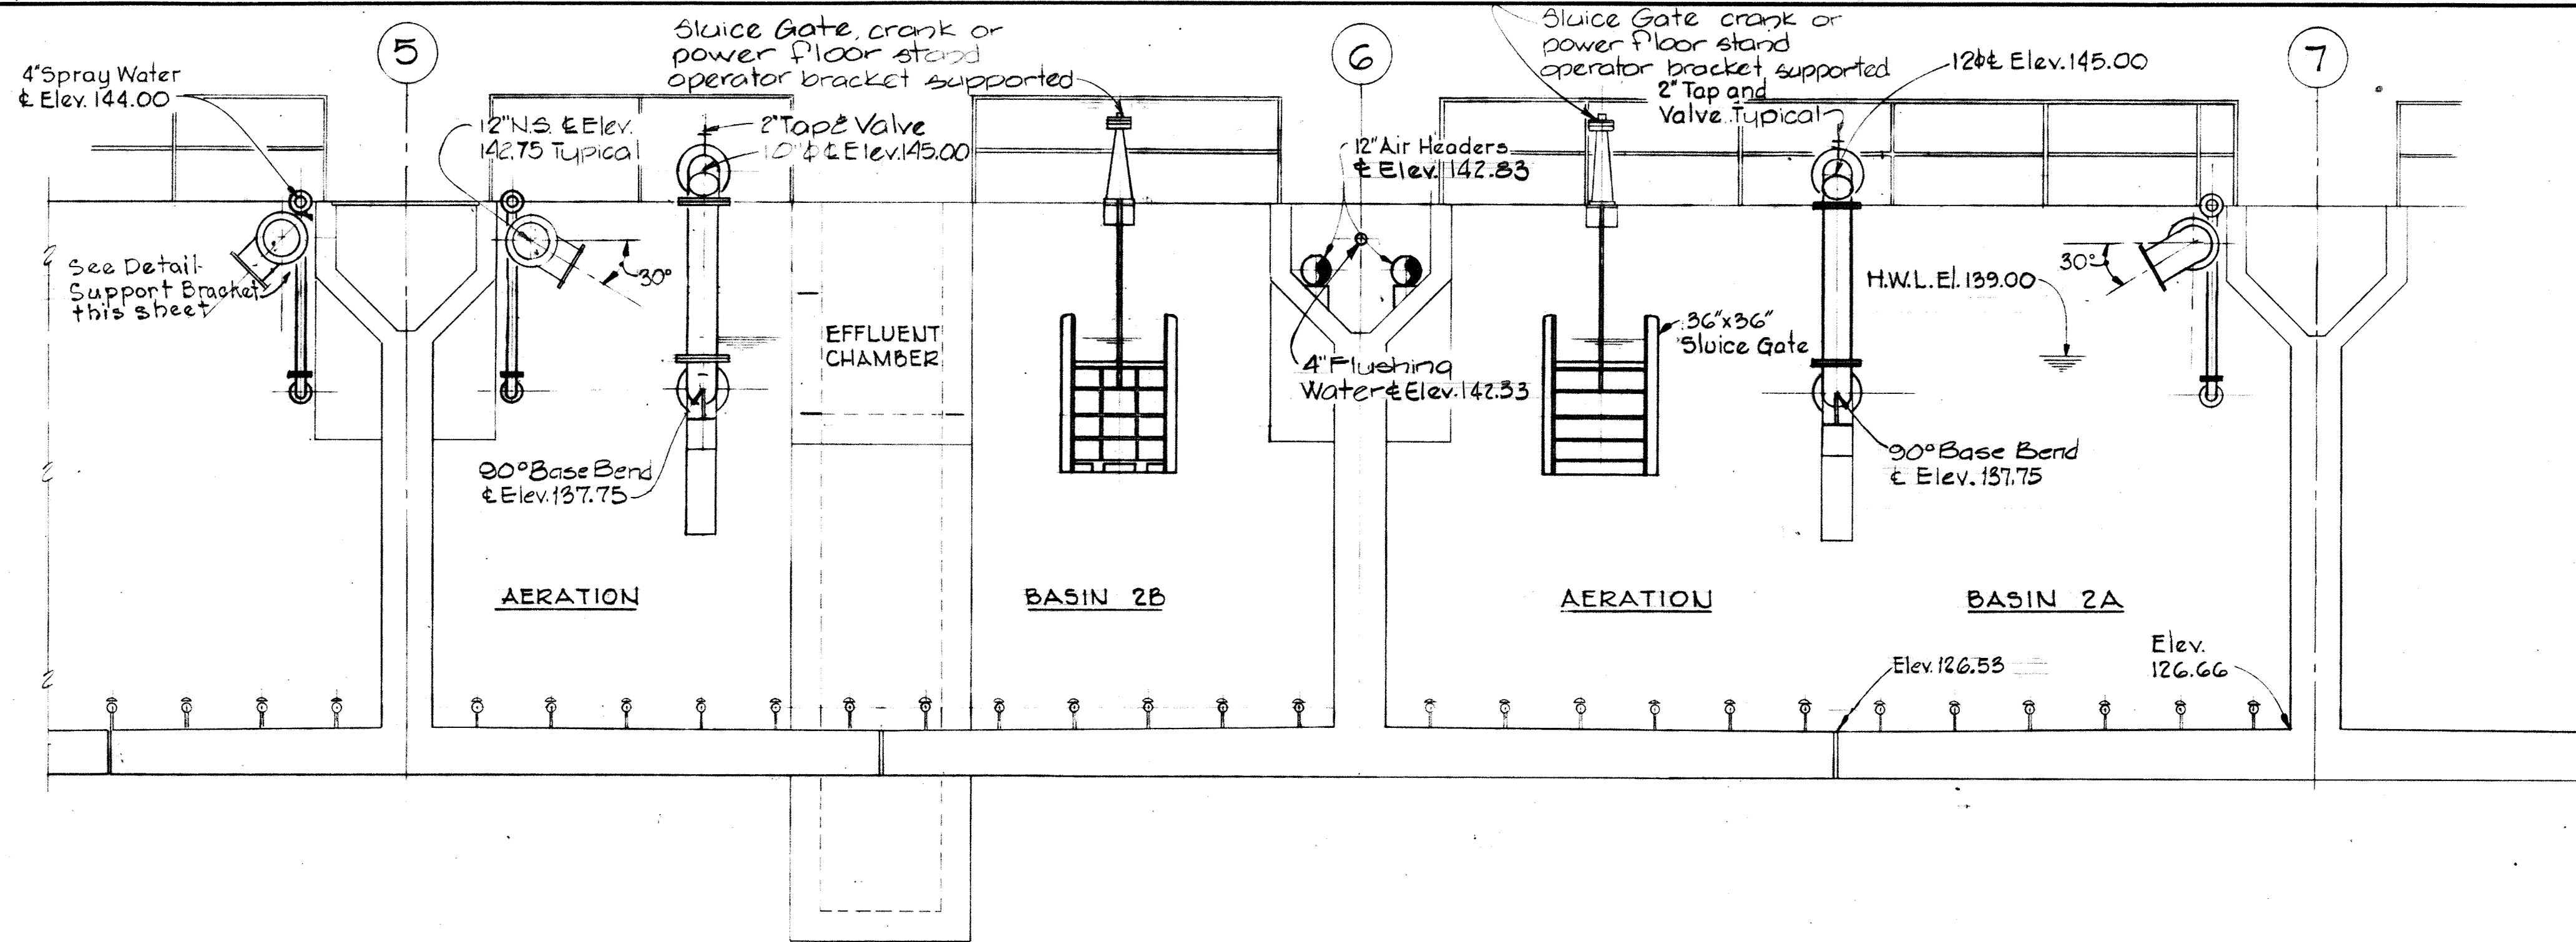 5
6
7
4"Spray Water
℄ Elev. 144.00
Sluice Gate, crank or
power floor stand
operator bracket supported
Sluice Gate crank or
power floor stand
operator bracket supported
12"N.S. ℄ Elev.
142.75 Typical
2"Tap & Valve
10"ϕ ℄ Elev.145.00
12ϕ℄ Elev.145.00
2" Tap and
Valve Typical
12"Air Headers
℄ Elev. 142.83
See Detail-
Support Bracket
this sheet
30°
30°
H.W.L. El. 139.00
EFFLUENT
CHAMBER
4"Flushing
Water ℄ Elev. 142.33
36"x36"
Sluice Gate
90° Base Bend
℄ Elev. 137.75
90° Base Bend
℄ Elev. 137.75
AERATION
BASIN 2B
AERATION
BASIN 2A
Elev. 126.53
Elev.
126.66